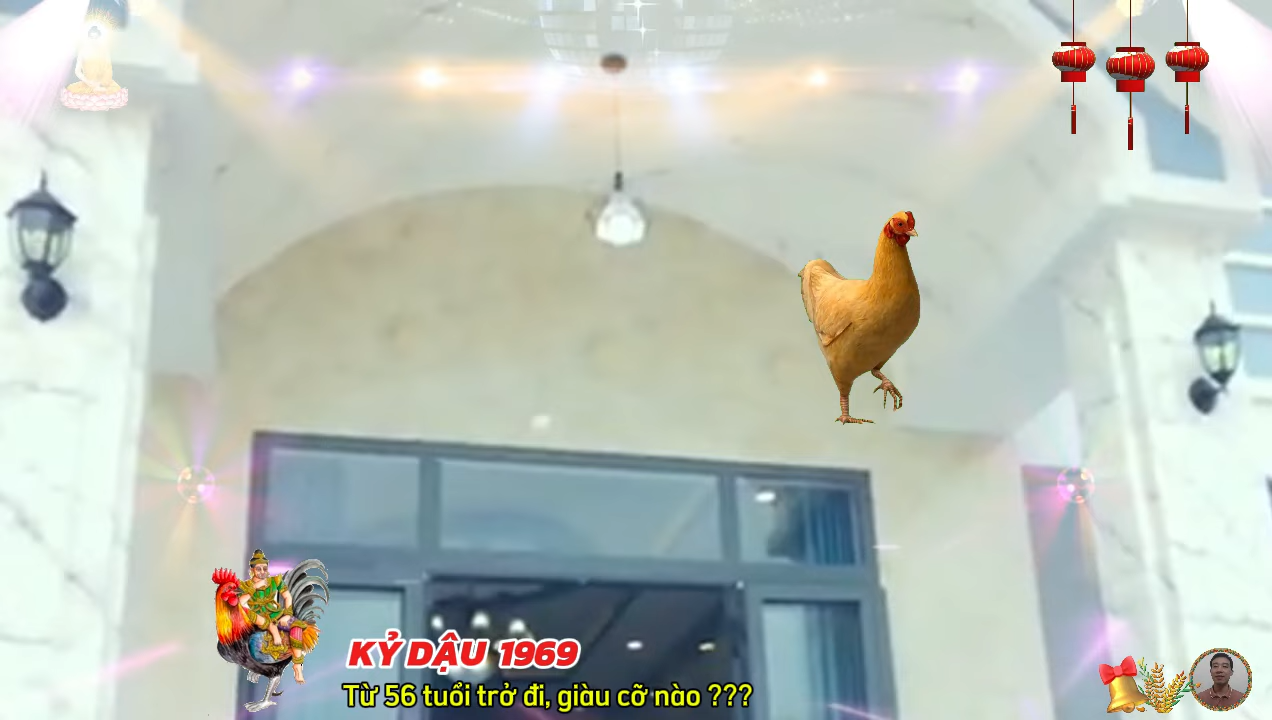 KỶ DẬU 1969
Từ 56 tuổi trở đi, giàu cỡ nào ???